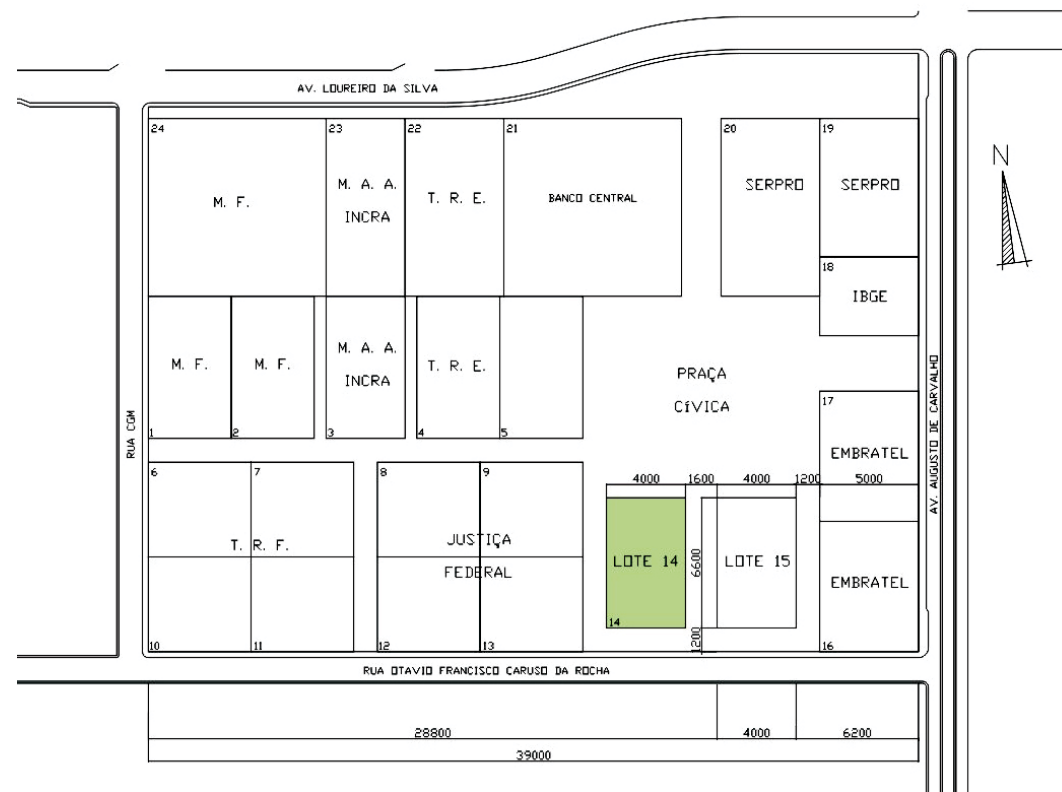 AV. LOUREIRO DA SILVA
24
23
22
21
20
19
M. F.
M. A. A.
INCRA
T. R. E.
BANCO CENTRAL
SERPRO
SERPRO
N
18
IBGE
M. F.
M. F.
M. A. A.
INCRA
T. R. E.
PRAÇA
CÍVICA
1
2
3
4
5
RUA CGM
AV. AUGUSTO DE CARVALHO
17
EMBRATEL
6
7
8
9
4000
1600
4000
1200
5000
T. R. F.
JUSTIÇA
FEDERAL
LOTE 14
6600
LOTE 15
EMBRATEL
14
1200
10
11
12
13
16
RUA OTAVIO FRANCISCO CARUSO DA ROCHA
28800
4000
6200
39000